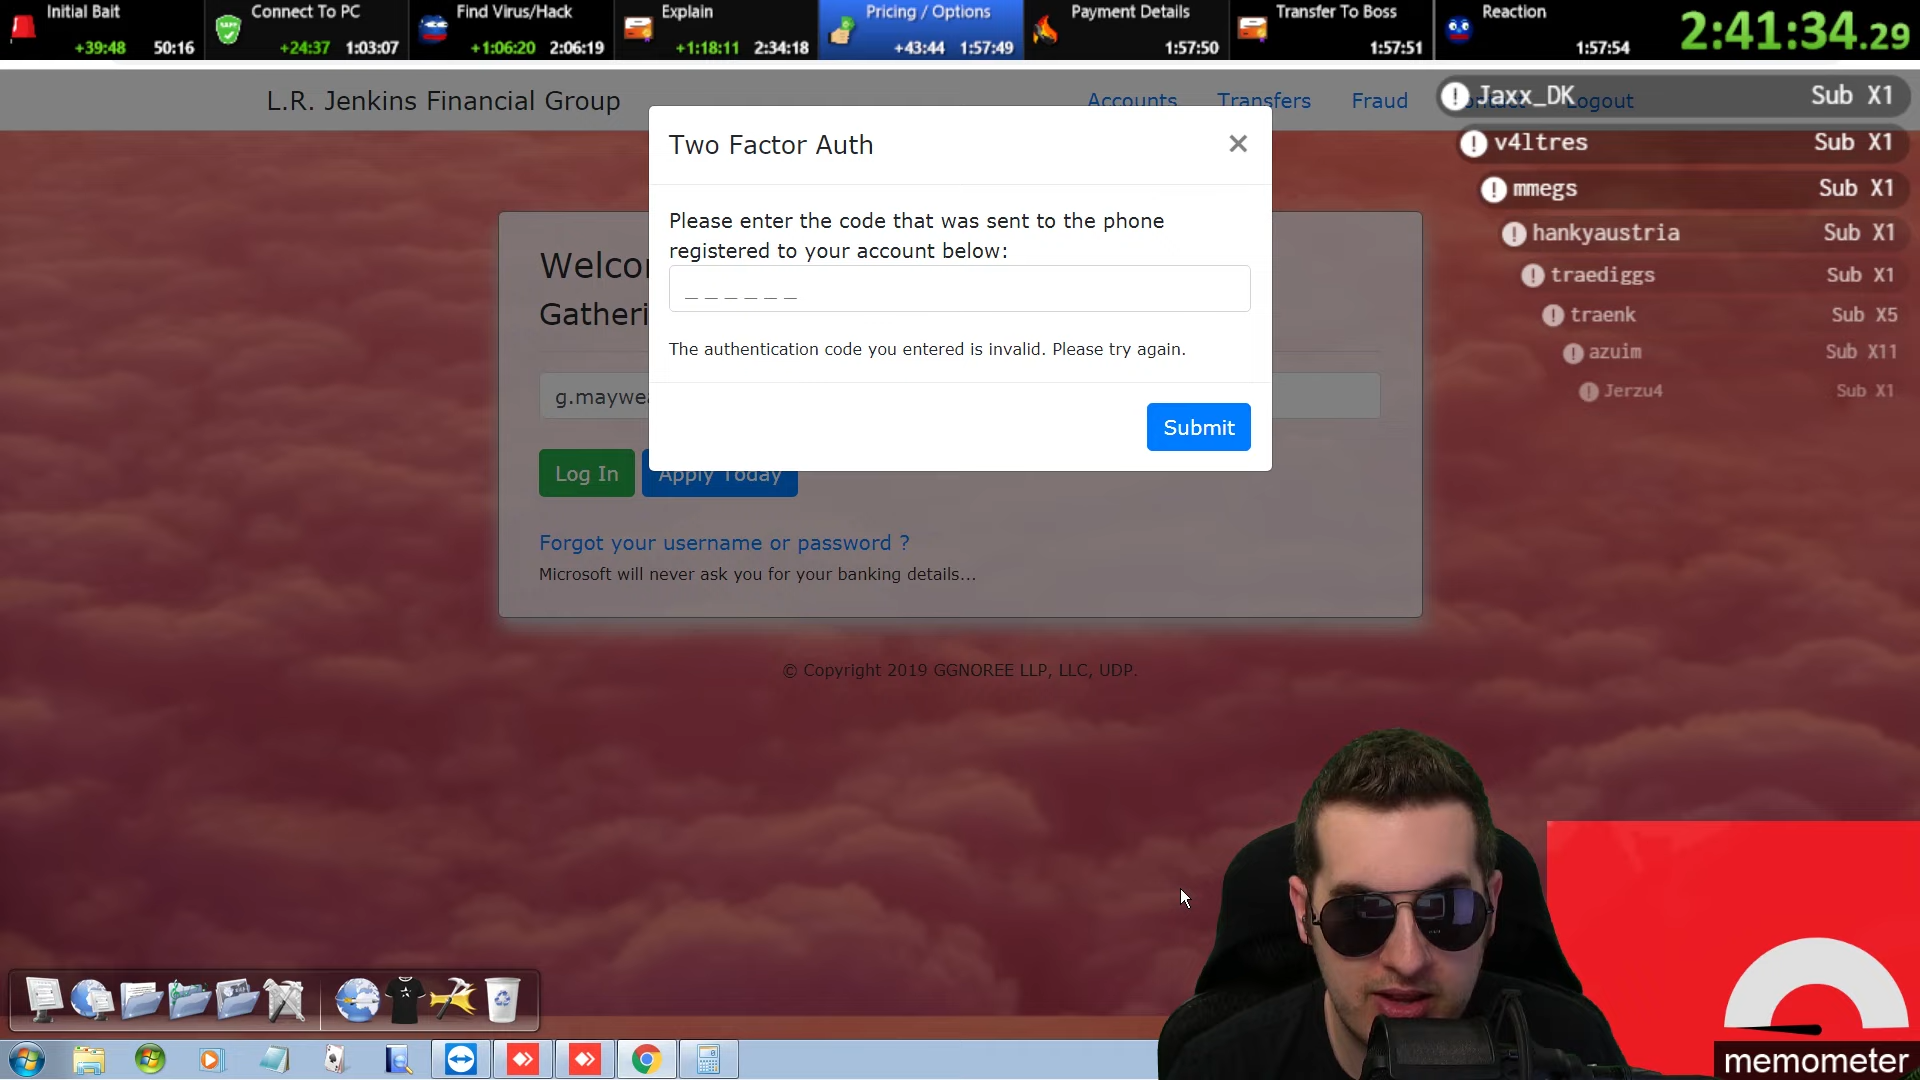 Initial Bait
+39:48 50:16
Connect To PC
+24:37 1:03:07
Find Virus/Hack
+1:06:20 2:06:19
Explain
+1:18:11 2:34:18
Pricing / Options
+43:44 1:57:49
Payment Details
1:57:50
Transfer To Boss
1:57:51
Reaction
1:57:54
2:41:34.29
L.R. Jenkins Financial Group
Accounts Transfers Fraud Logout
Jaxx_DK Sub X1
v4ltres Sub X1
mmegs Sub X1
hankyaustria Sub X1
traediggs Sub X1
traenk Sub X5
azuim Sub X11
Jerzu4 Sub X1
Two Factor Auth
Please enter the code that was sent to the phone
registered to your account below:
_ _ _ _ _ _
The authentication code you entered is invalid. Please try again.
Submit
Log In Apply Today
Forgot your username or password ?
Microsoft will never ask you for your banking details...
© Copyright 2019 GGNOREE LLP, LLC, UDP.
memometer